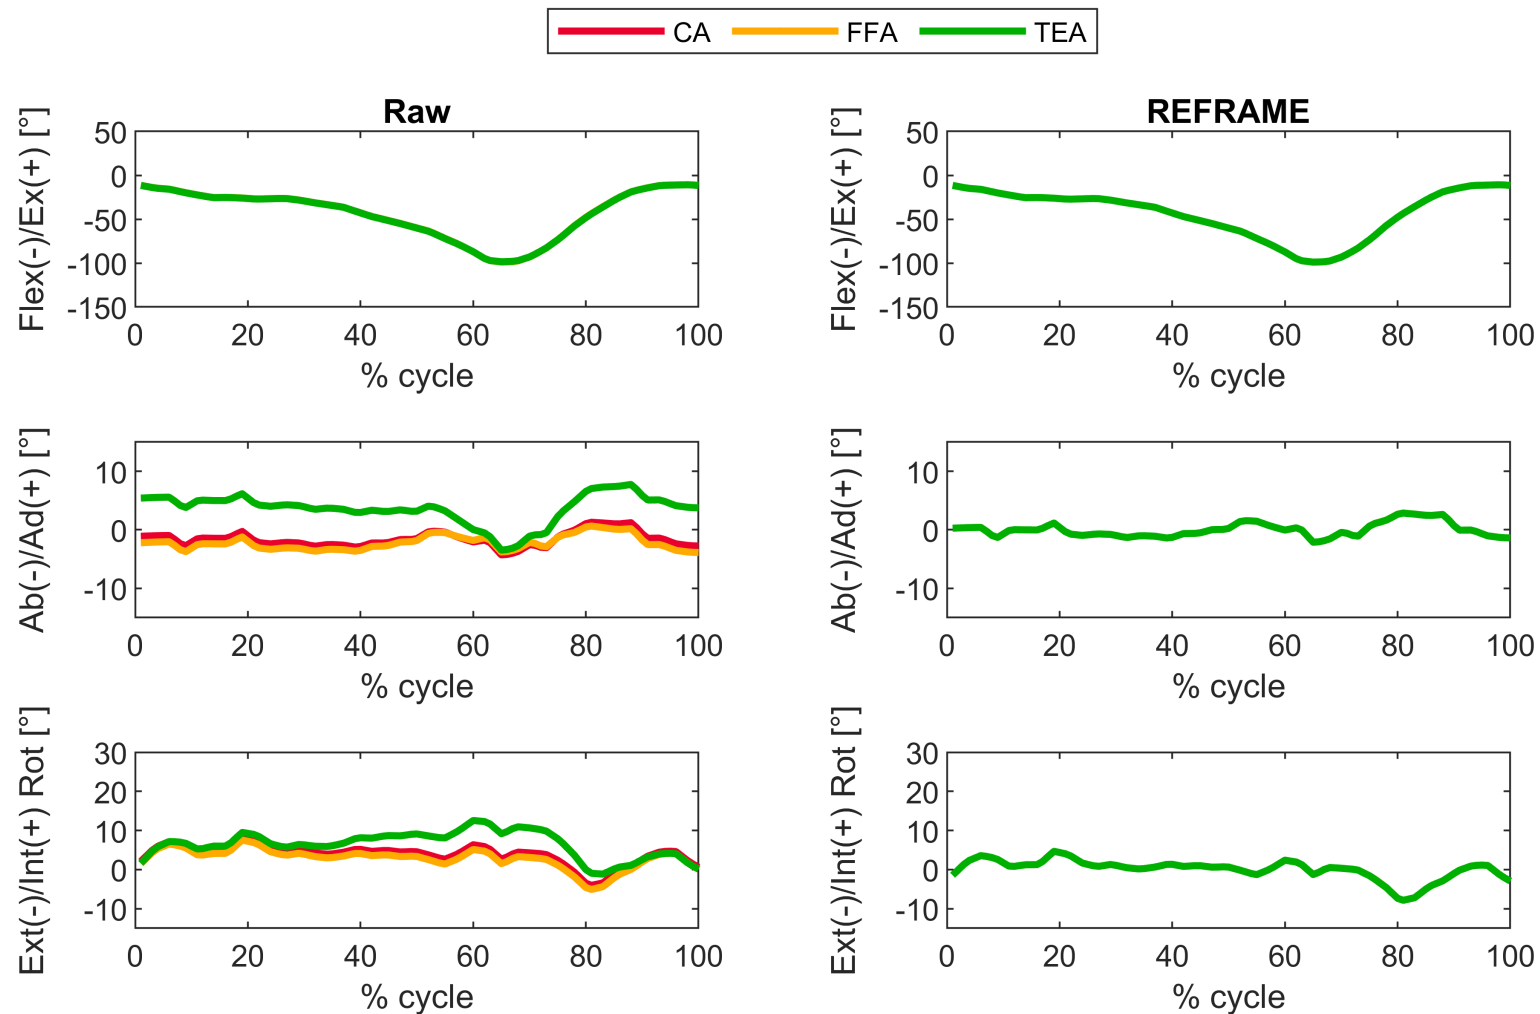 CA FFA TEA
Raw
Flex(-)/Ex(+) [°]
50
0
-50
-100
-150
0 20 40 60 80 100
% cycle
REFRAME
Flex(-)/Ex(+) [°]
50
0
-50
-100
-150
0 20 40 60 80 100
% cycle
Ab(-)/Ad(+) [°]
10
0
-10
0 20 40 60 80 100
% cycle
Ab(-)/Ad(+) [°]
10
0
-10
0 20 40 60 80 100
% cycle
Ext(-)/Int(+) Rot [°]
30
20
10
0
-10
0 20 40 60 80 100
% cycle
Ext(-)/Int(+) Rot [°]
30
20
10
0
-10
0 20 40 60 80 100
% cycle